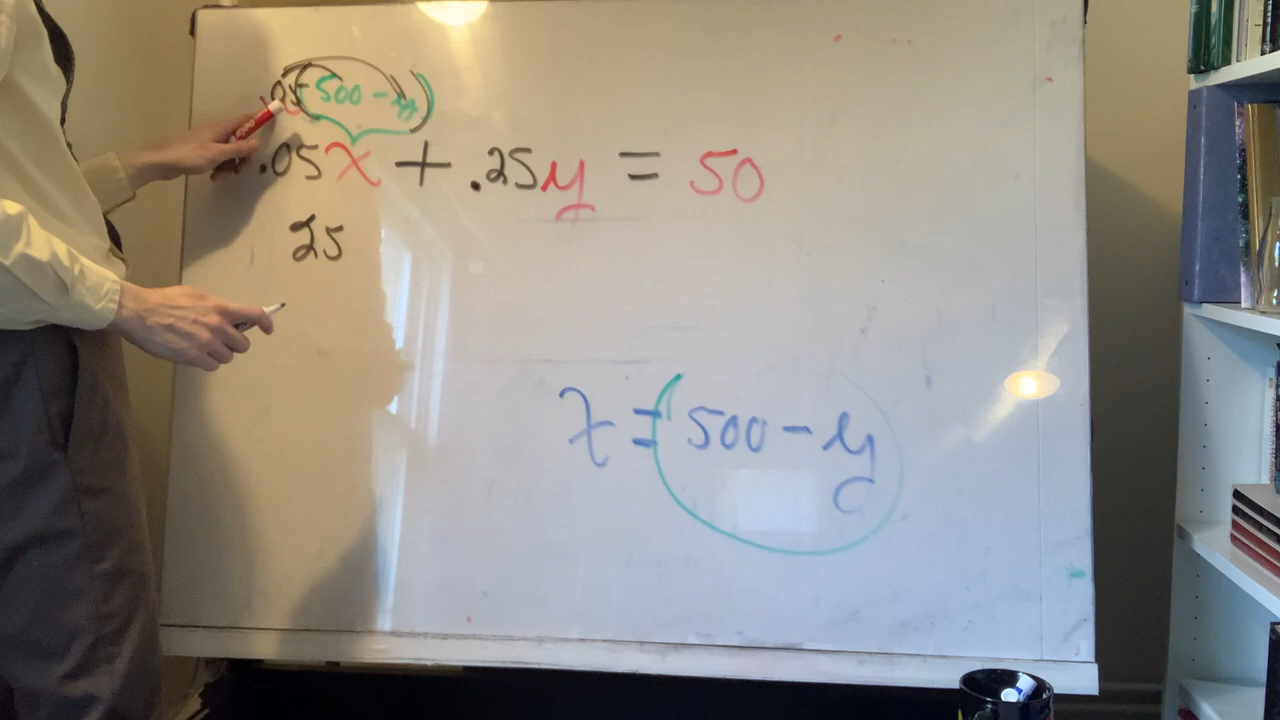 .05(500-y)
.05x + .25y = 50
25
x = 500 - y